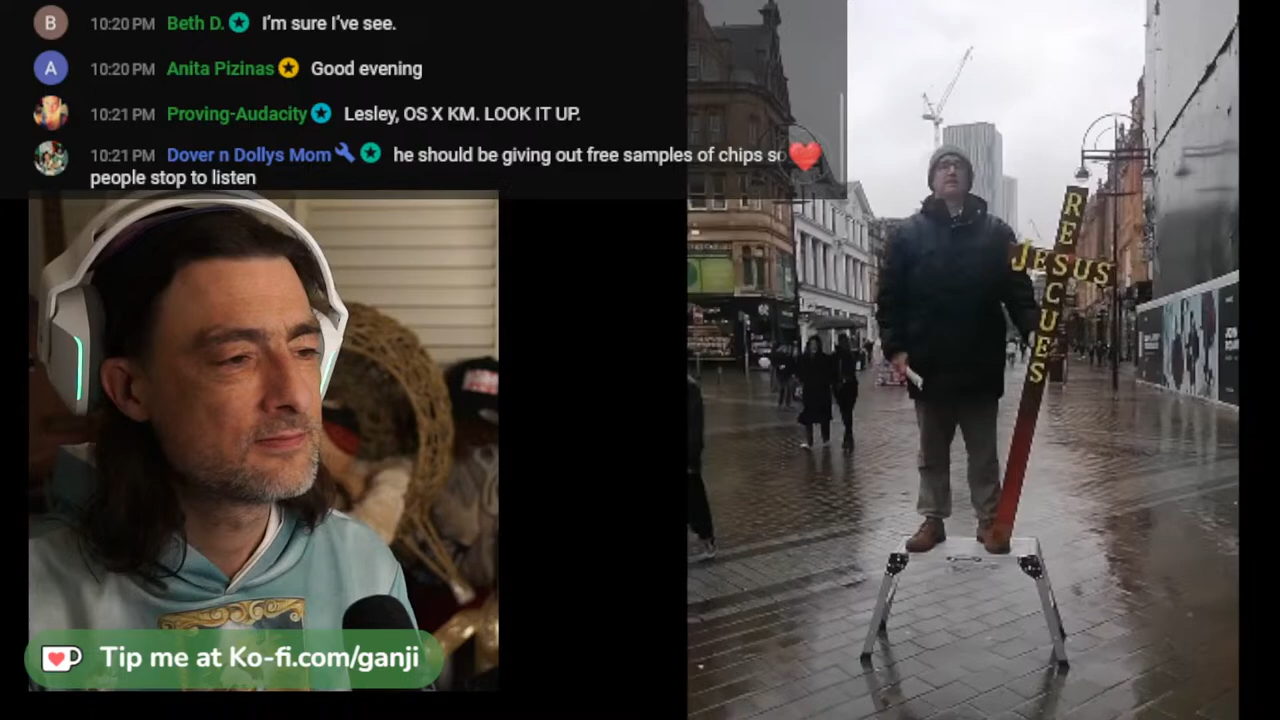 B 10:20 PM Beth D. I'm sure I've see.
A 10:20 PM Anita Pizinas Good evening
10:21 PM Proving-Audacity Lesley, OS X KM. LOOK IT UP.
10:21 PM Dover n Dollys Mom he should be giving out free samples of chips so
people stop to listen
RESCUES
JESUS
Tip me at Ko-fi.com/ganji